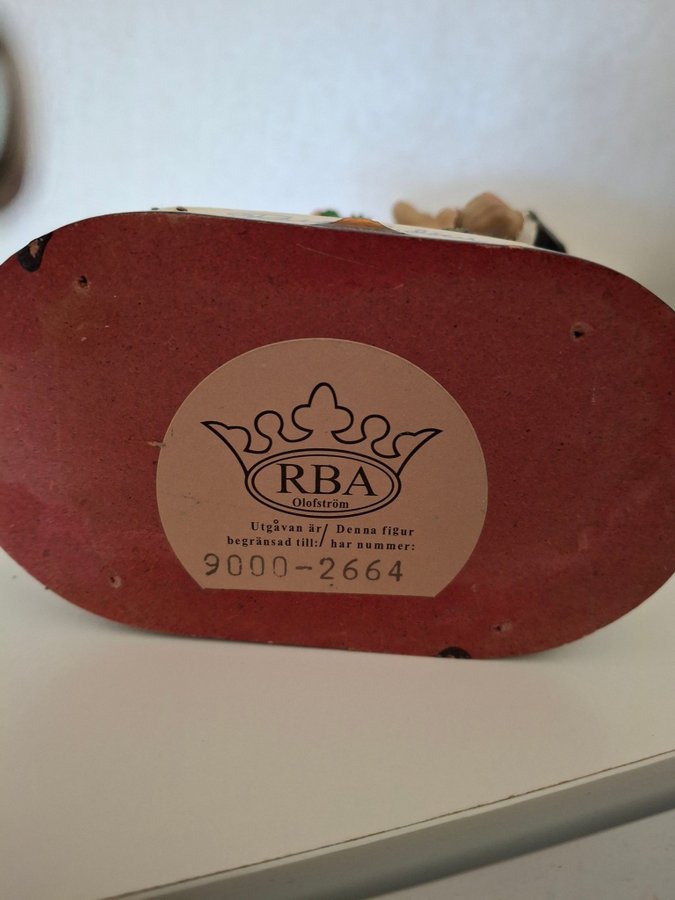 RBA
Olofström
Utgåvan är/ Denna figur
begränsad till:/ har nummer:
9000-2664